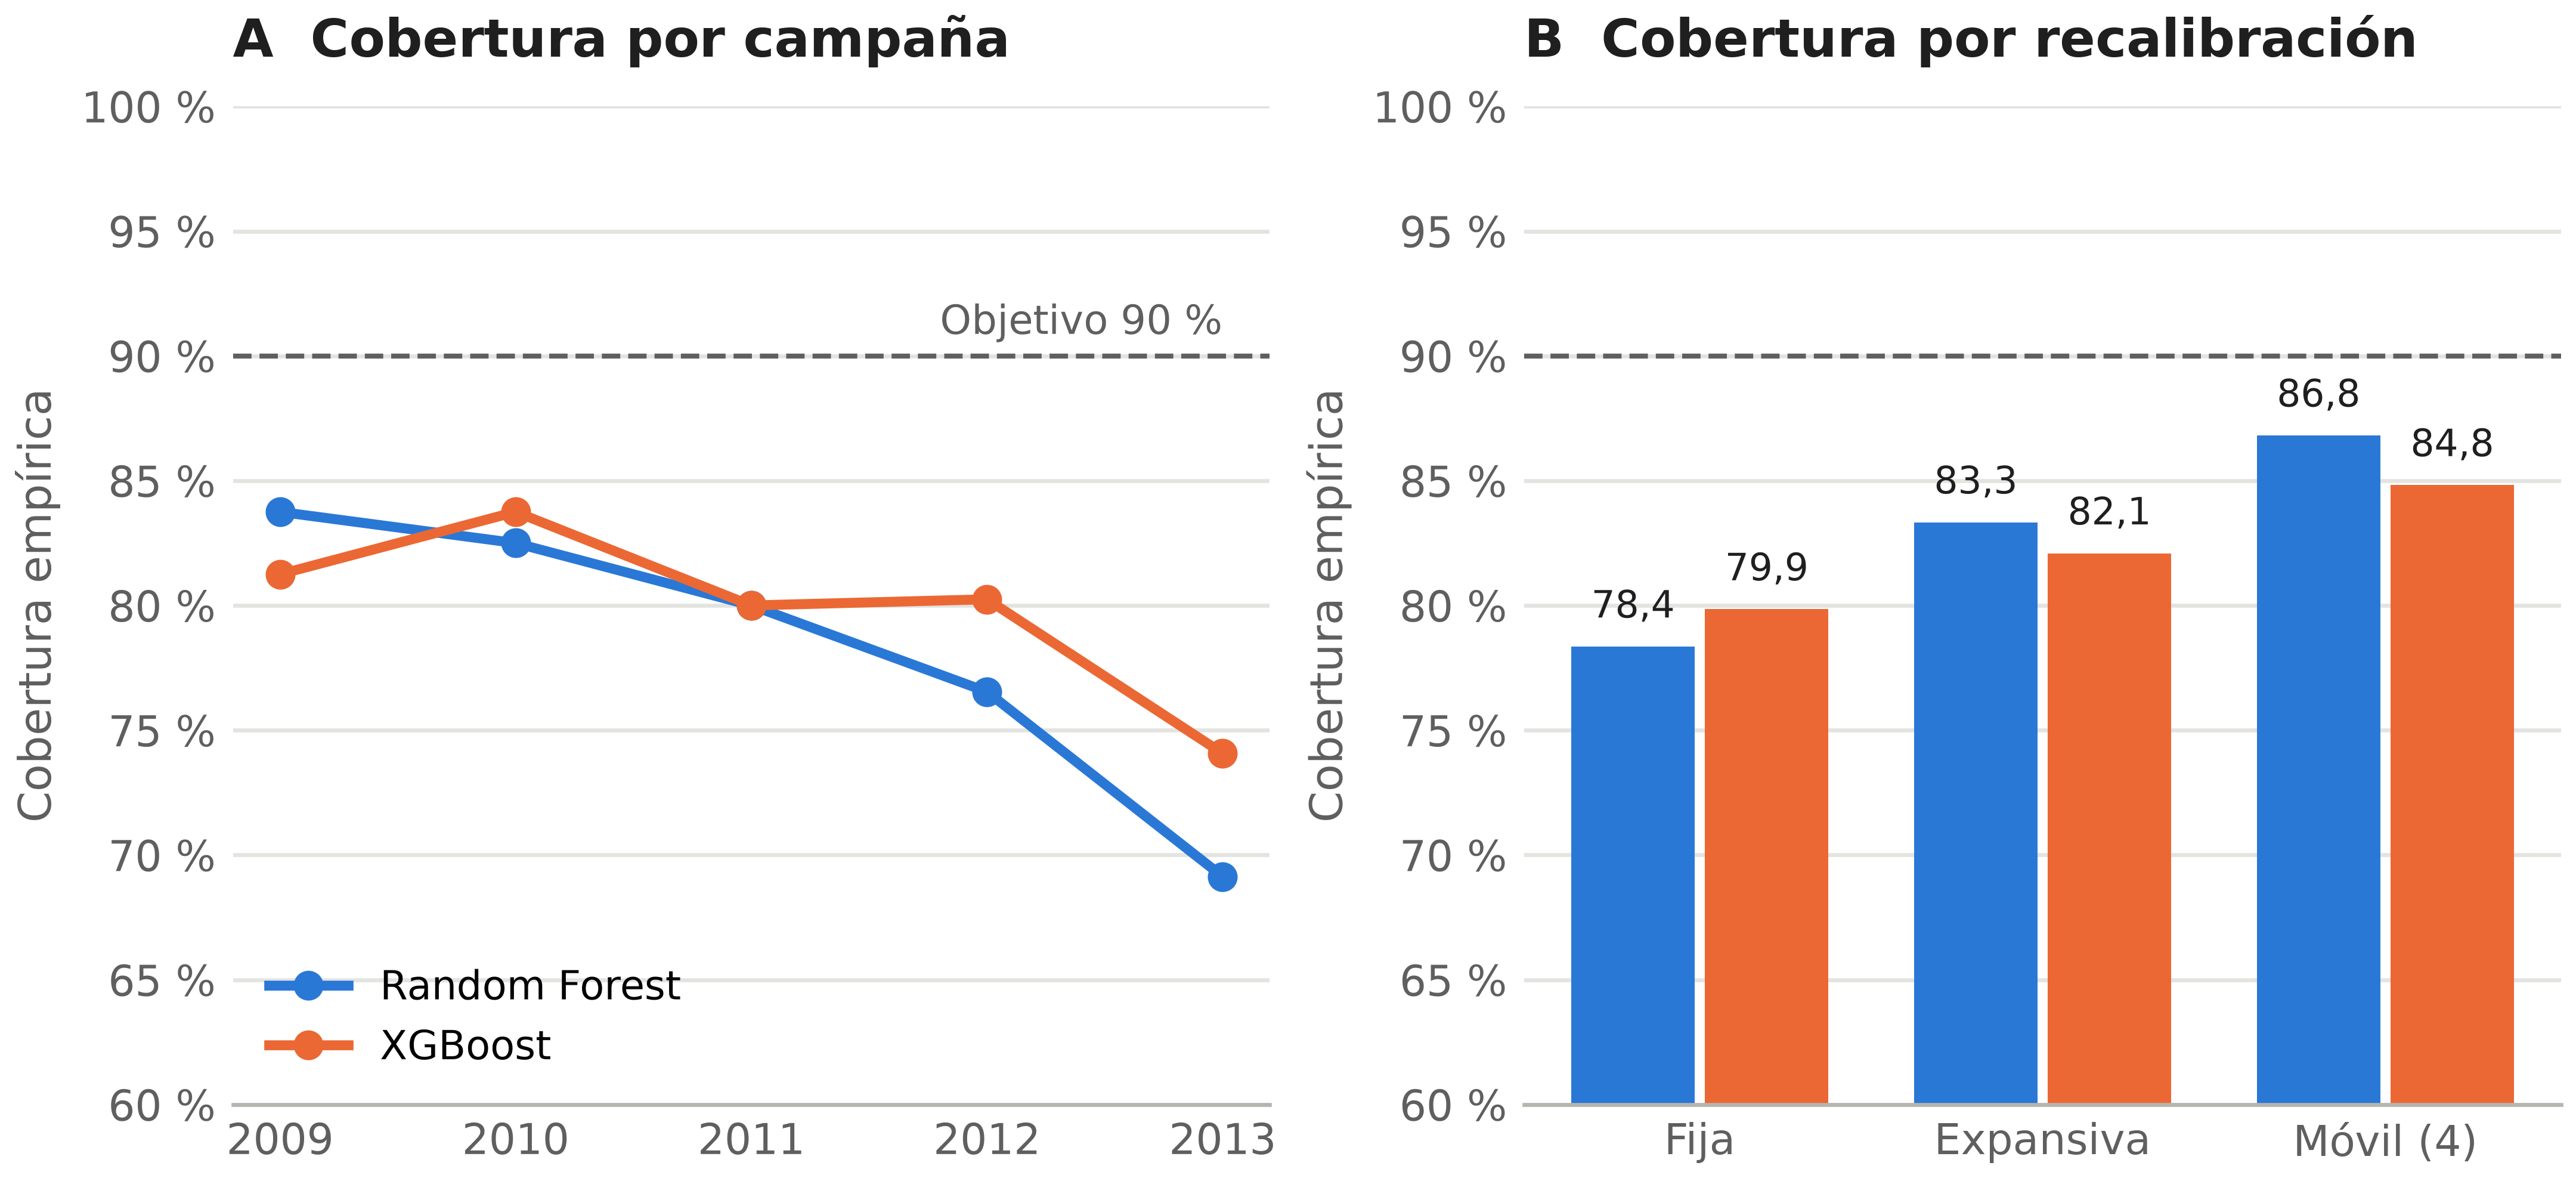 A Cobertura por campaña
100 %
95 %
90 %
85 %
80 %
75 %
70 %
65 %
60 %
Cobertura empírica
Objetivo 90 %
Random Forest
XGBoost
2009 2010 2011 2012 2013
B Cobertura por recalibración
100 %
95 %
90 %
85 %
80 %
75 %
70 %
65 %
60 %
Cobertura empírica
78,4 79,9 83,3 82,1 86,8 84,8
Fija Expansiva Móvil (4)